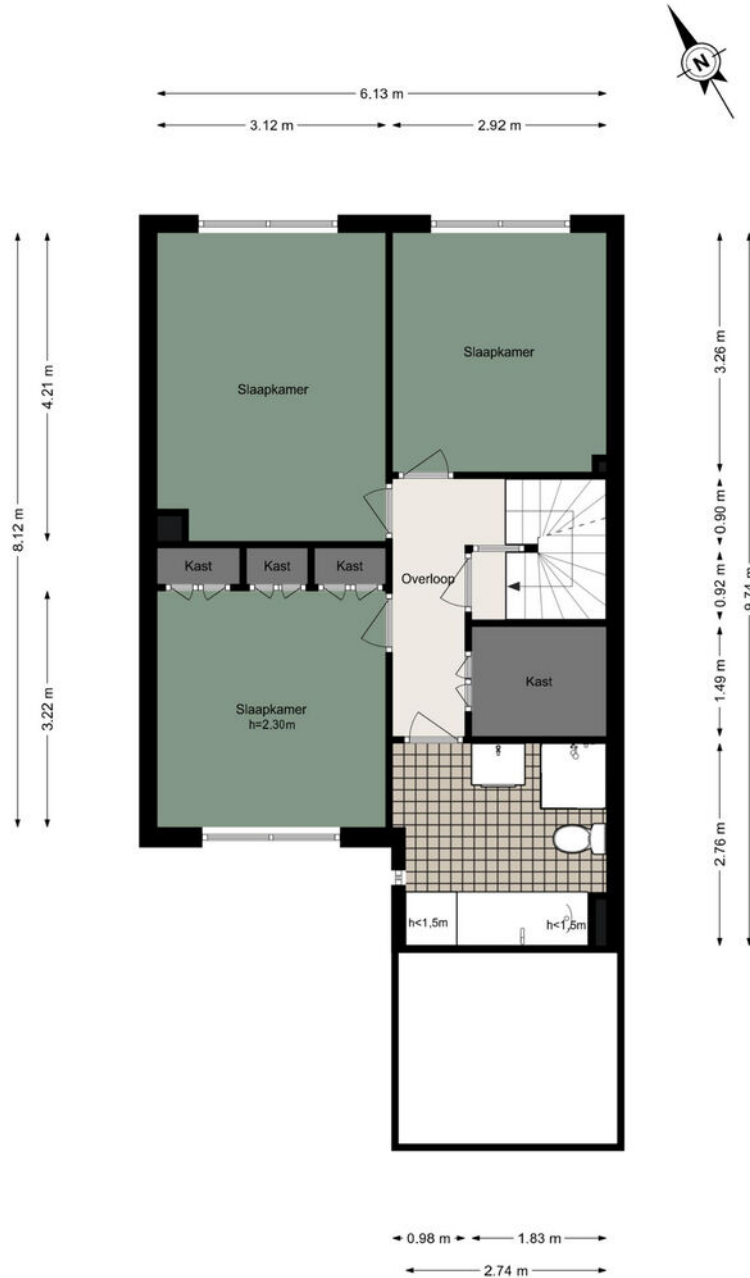 N
6.13 m
3.12 m
2.92 m
8.12 m
4.21 m
3.22 m
3.26 m
0.90 m
0.92 m
1.49 m
2.76 m
9.74 m
Slaapkamer
Slaapkamer
Kast
Kast
Kast
Overloop
Slaapkamer
h=2.30m
Kast
h<1,5m
h<1,5m
0.98 m
1.83 m
2.74 m